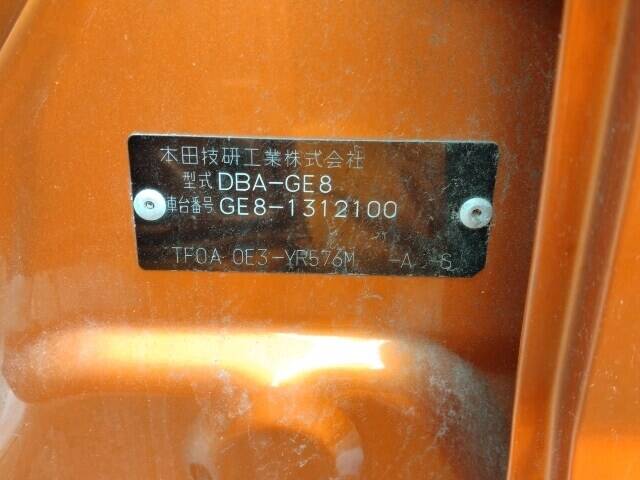 本田技研工業株式会社
型式 DBA-GE8
車台番号 GE8-1312100
TF0A 0E3-YR576M -A -S